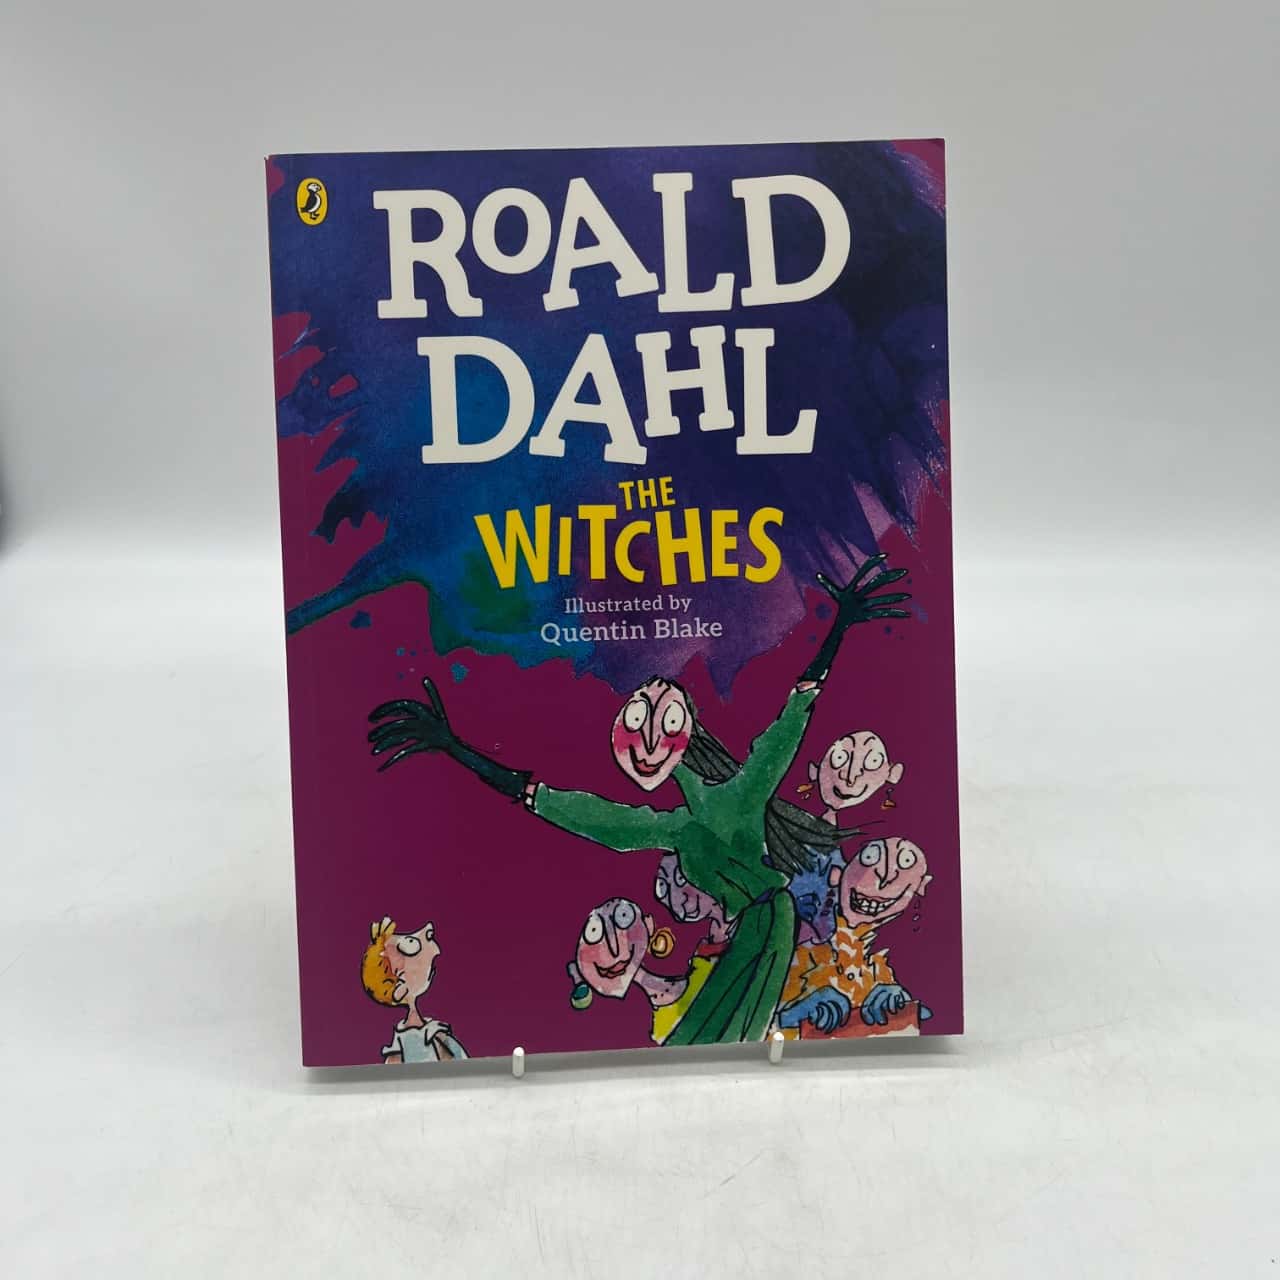 ROALD
DAHL
THE
WITCHES
Illustrated by
Quentin Blake